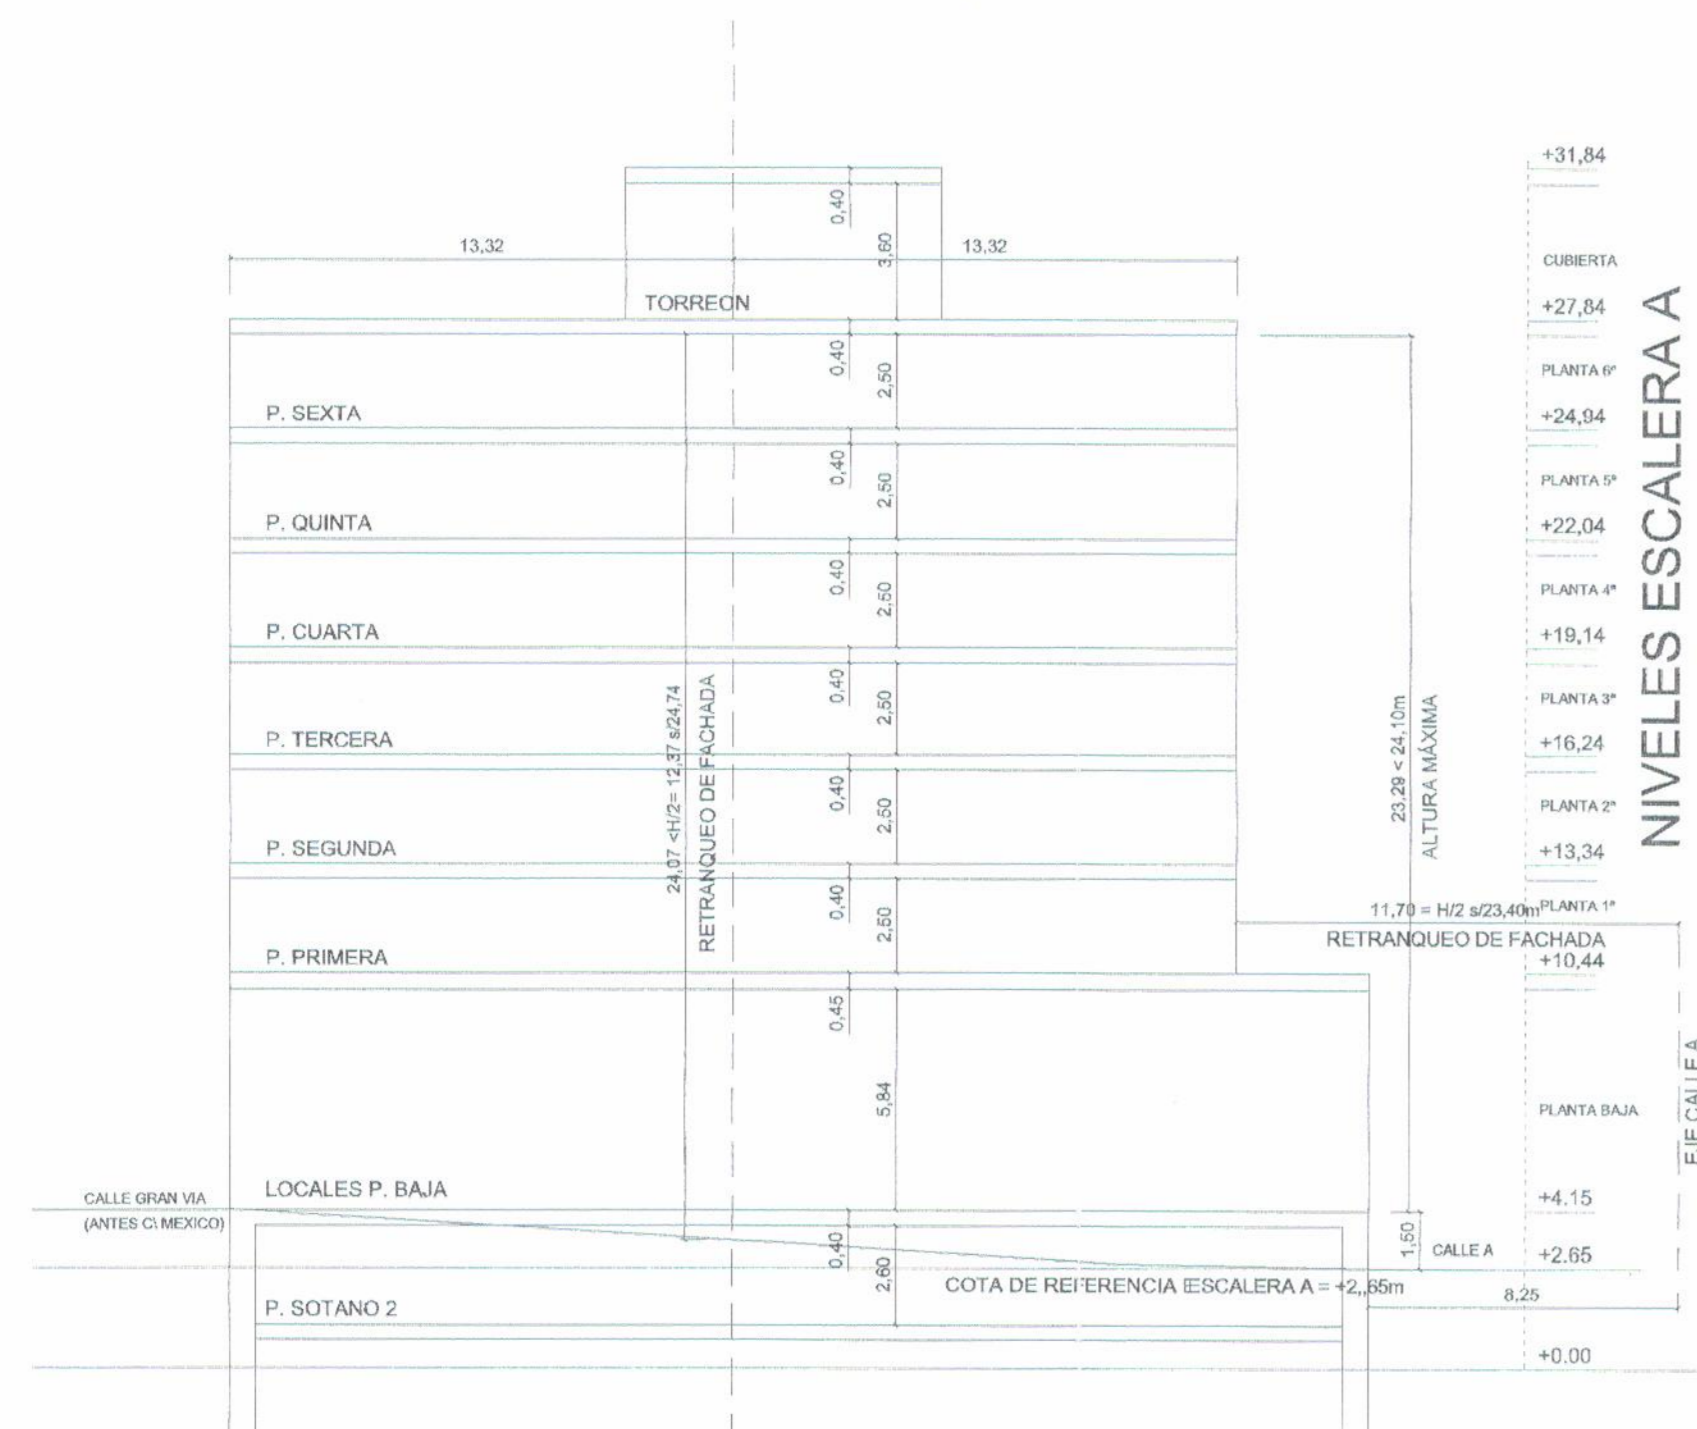 +31,84
0,40
13,32
3,60
13,32
CUBIERTA
TORREON
+27,84
0,40
2,50
PLANTA 6ª
P. SEXTA
+24,94
0,40
2,50
PLANTA 5ª
P. QUINTA
+22,04
0,40
2,50
PLANTA 4ª
P. CUARTA
+19,14
0,40
2,50
PLANTA 3ª
P. TERCERA
+16,24
0,40
2,50
PLANTA 2ª
P. SEGUNDA
+13,34
0,40
2,50
PLANTA 1ª
P. PRIMERA
+10,44
24,07 <H/2= 12,37 s/24,74
RETRANQUEO DE FACHADA
23,29 < 24,10m
ALTURA MÁXIMA
11,70 = H/2 s/23,40m
RETRANQUEO DE FACHADA
NIVELES ESCALERA A
0,45
5,84
PLANTA BAJA
EJE CALLE A
LOCALES P. BAJA
CALLE GRAN VIA
(ANTES C\ MEXICO)
+4.15
0,40
2,60
1,50
CALLE A
+2.65
COTA DE REFERENCIA ESCALERA A = +2,,65m
8,25
P. SOTANO 2
+0.00